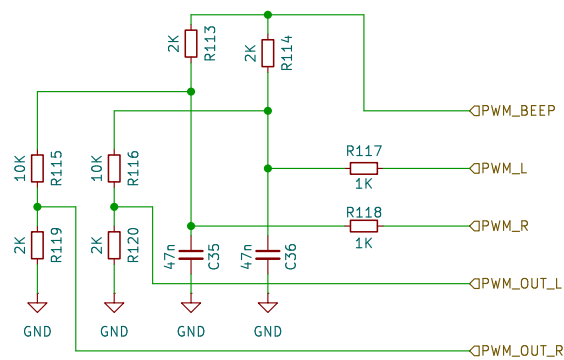 2K
R113
2K
R114
PWM_BEEP
R117
1K
PWM_L
10K
R115
10K
R116
R118
1K
PWM_R
2K
R119
2K
R120
47n
C35
47n
C36
PWM_OUT_L
GND
GND
GND
GND
PWM_OUT_R